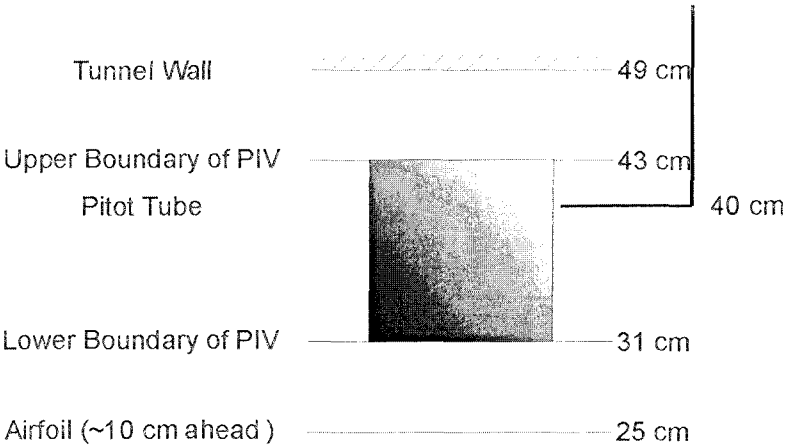 Tunnel Wall 49 cm
Upper Boundary of PIV 43 cm
Pitot Tube 40 cm
Lower Boundary of PIV 31 cm
Airfoil (~10 cm ahead ) 25 cm